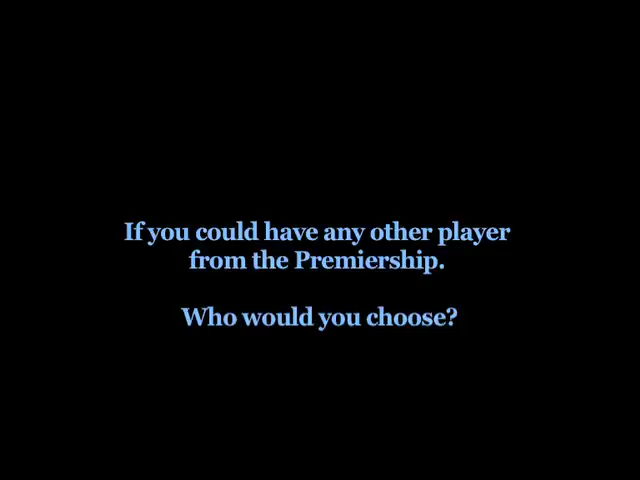 If you could have any other player
from the Premiership.
Who would you choose?